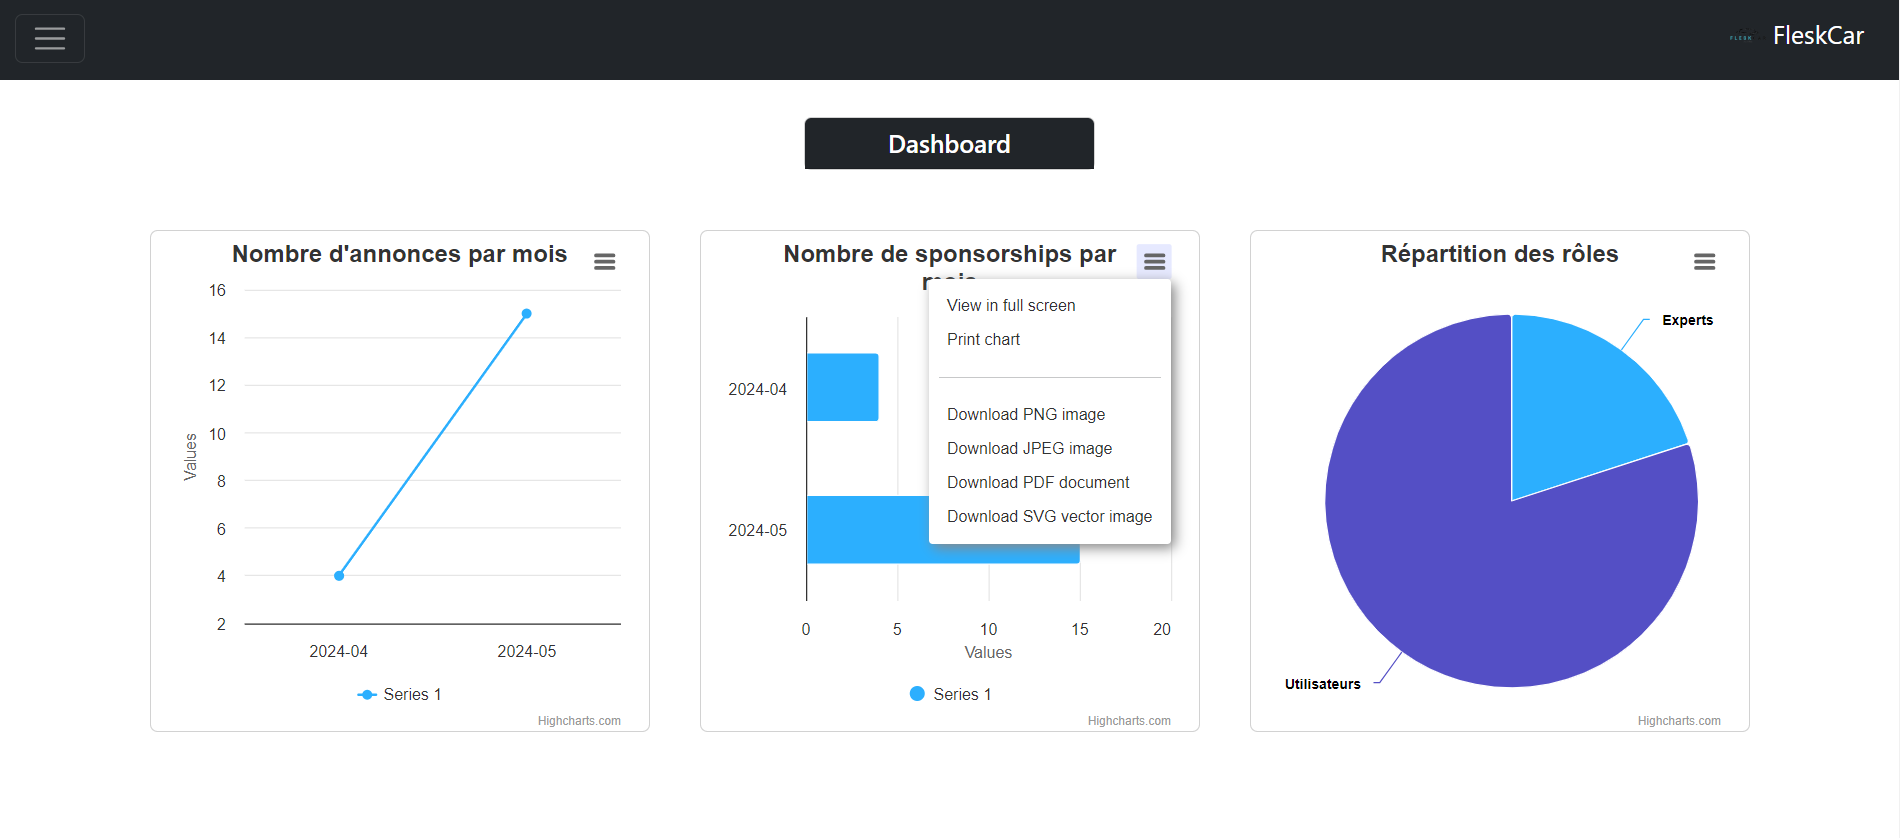 FLESK
FleskCar
Dashboard
Nombre d'annonces par mois
16
14
12
10
8
6
4
2
Values
2024-04
2024-05
Series 1
Highcharts.com
Nombre de sponsorships par
mois
View in full screen
Print chart
Download PNG image
Download JPEG image
Download PDF document
Download SVG vector image
2024-04
2024-05
0
5
10
15
20
Values
Series 1
Highcharts.com
Répartition des rôles
Experts
Utilisateurs
Highcharts.com